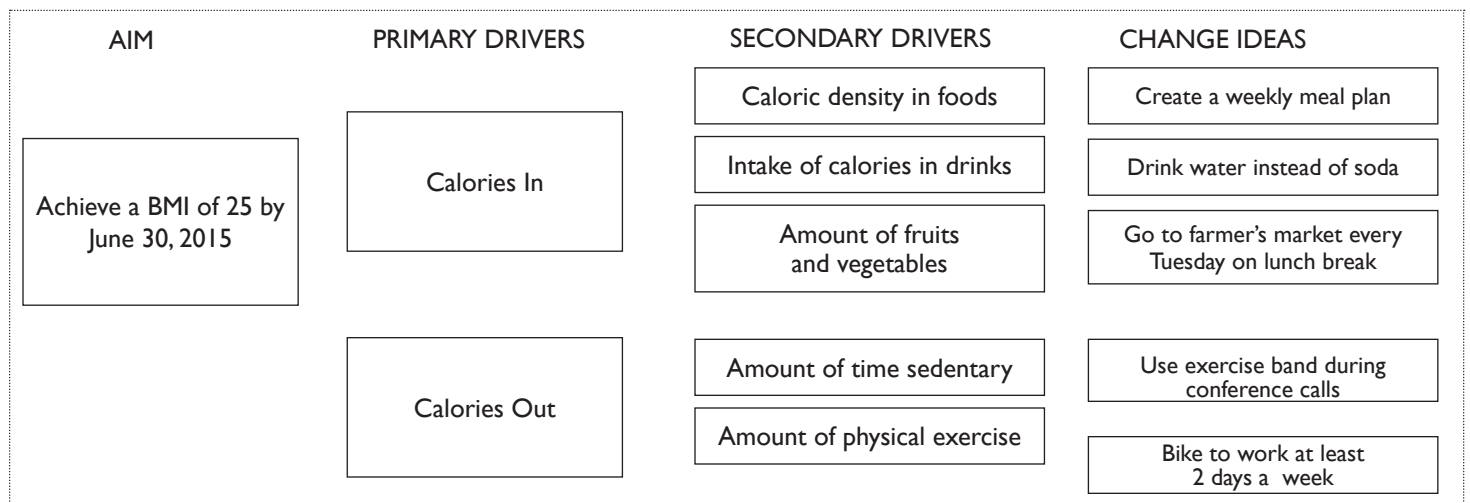 AIM
PRIMARY DRIVERS
SECONDARY DRIVERS
CHANGE IDEAS
Achieve a BMI of 25 by
June 30, 2015
Calories In
Calories Out
Caloric density in foods
Intake of calories in drinks
Amount of fruits
and vegetables
Amount of time sedentary
Amount of physical exercise
Create a weekly meal plan
Drink water instead of soda
Go to farmer’s market every
Tuesday on lunch break
Use exercise band during
conference calls
Bike to work at least
2 days a week